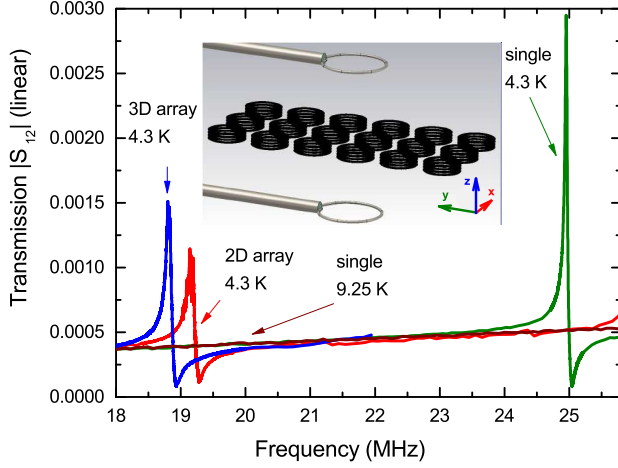 0.0030
0.0025
0.0020
0.0015
0.0010
0.0005
0.0000
Transmission |S12| (linear)
3D array
4.3 K
single
4.3 K
2D array
4.3 K
single
9.25 K
z
y
x
18 19 20 21 22 23 24 25
Frequency (MHz)